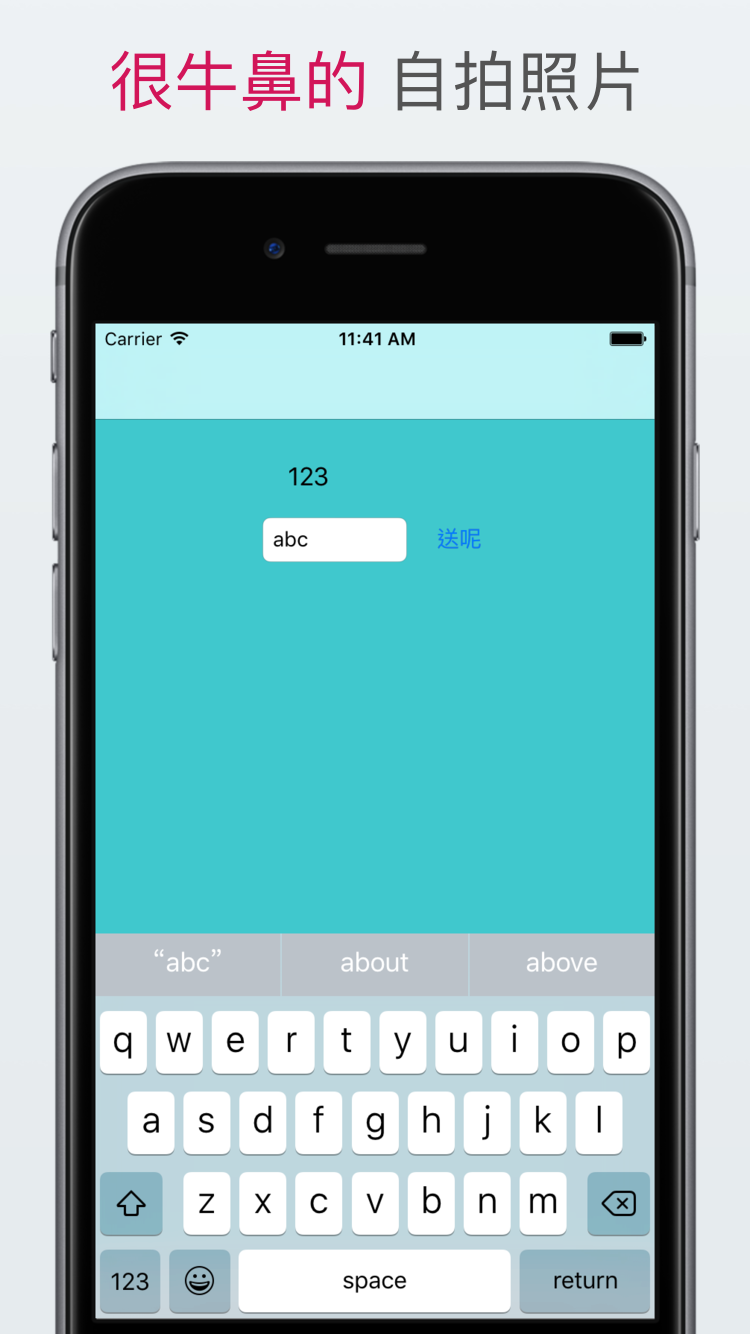 很牛鼻的 自拍照片
Carrier 11:41 AM
123
abc 送呢
“abc” about above
q w e r t y u i o p
a s d f g h j k l
z x c v b n m
123 space return